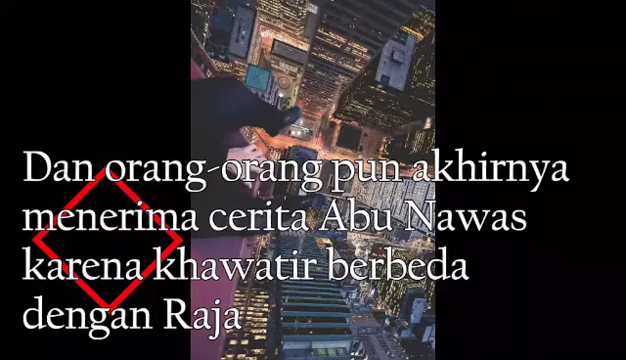 Dan orang-orang pun akhirnya
menerima cerita Abu Nawas
karena khawatir berbeda
dengan Raja